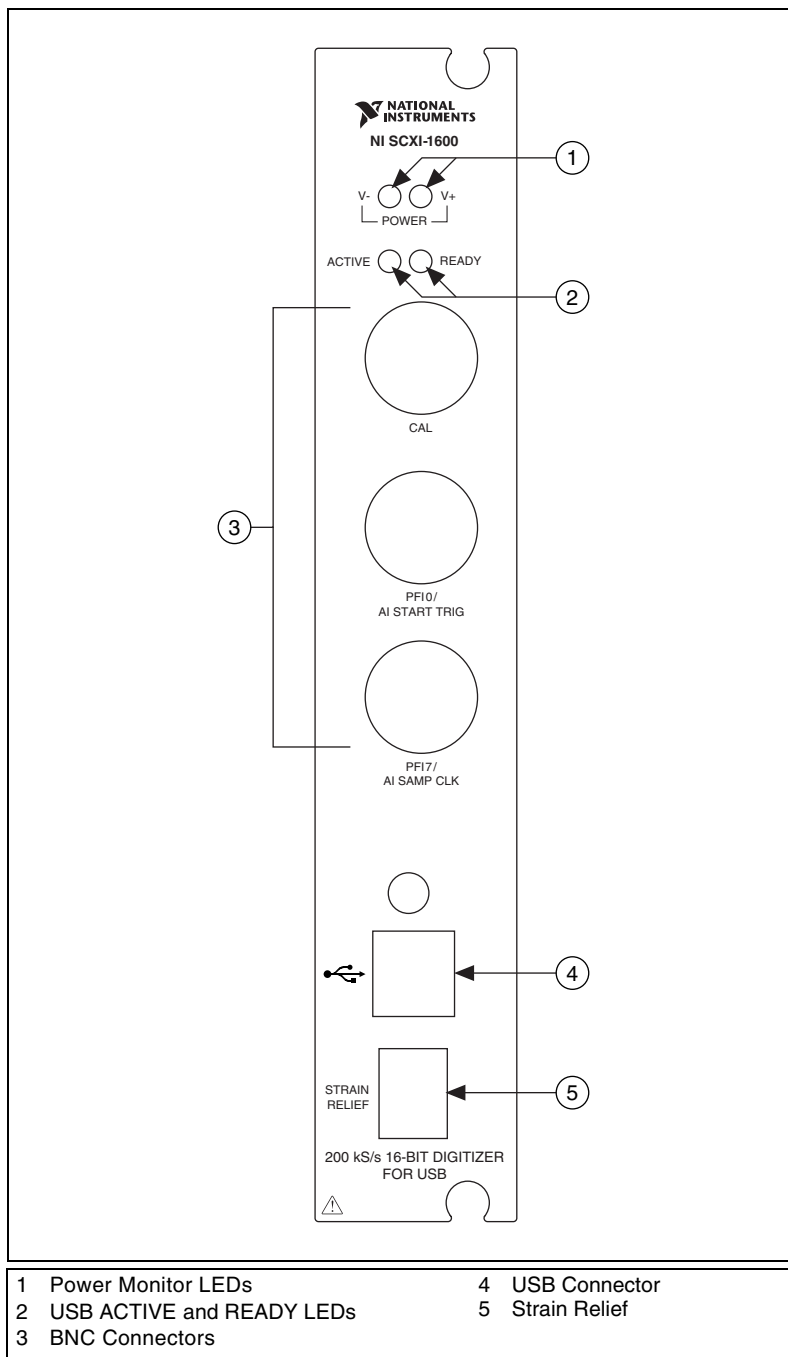 NATIONAL
INSTRUMENTS
NI SCXI-1600
1
V- V+
POWER
ACTIVE READY
2
CAL
3
PFI0/
AI START TRIG
PFI7/
AI SAMP CLK
4
STRAIN
RELIEF
5
200 kS/s 16-BIT DIGITIZER
FOR USB
1 Power Monitor LEDs
2 USB ACTIVE and READY LEDs
3 BNC Connectors
4 USB Connector
5 Strain Relief